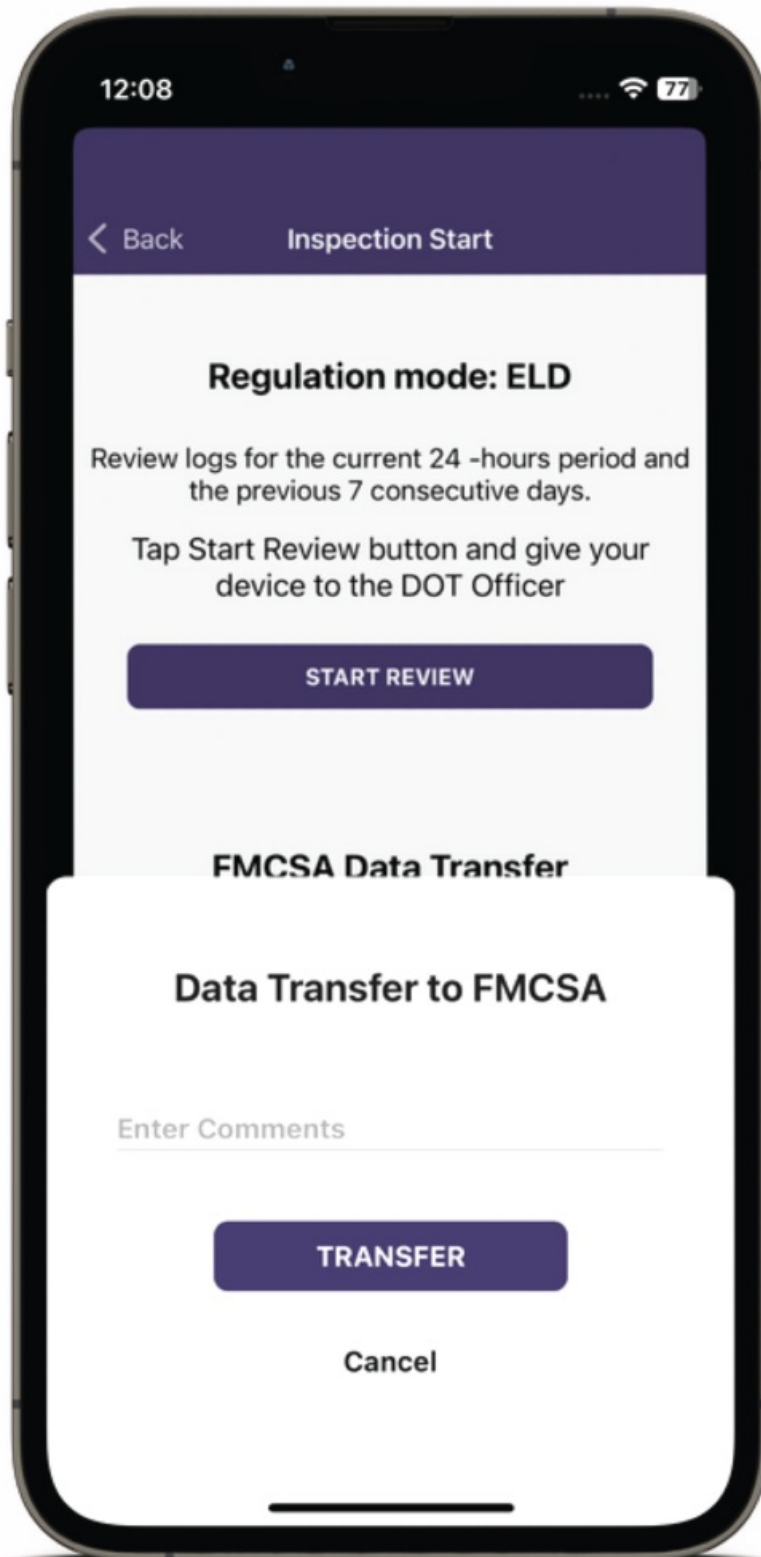 12:08
77
Back
Inspection Start
Regulation mode: ELD
Review logs for the current 24 -hours period and
the previous 7 consecutive days.
Tap Start Review button and give your
device to the DOT Officer
START REVIEW
FMCSA Data Transfer
Data Transfer to FMCSA
Enter Comments
TRANSFER
Cancel